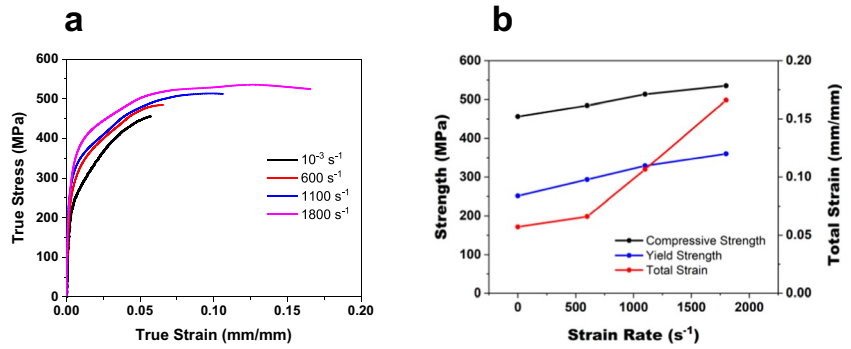 a
600
500
400
300
200
100
0
True Stress (MPa)
10⁻³ s⁻¹
600 s⁻¹
1100 s⁻¹
1800 s⁻¹
0.00 0.05 0.10 0.15 0.20
True Strain (mm/mm)
b
600
500
400
300
200
100
0
Strength (MPa)
Compressive Strength
Yield Strength
Total Strain
0.20
0.15
0.10
0.05
0.00
Total Strain (mm/mm)
0 500 1000 1500 2000
Strain Rate (s⁻¹)